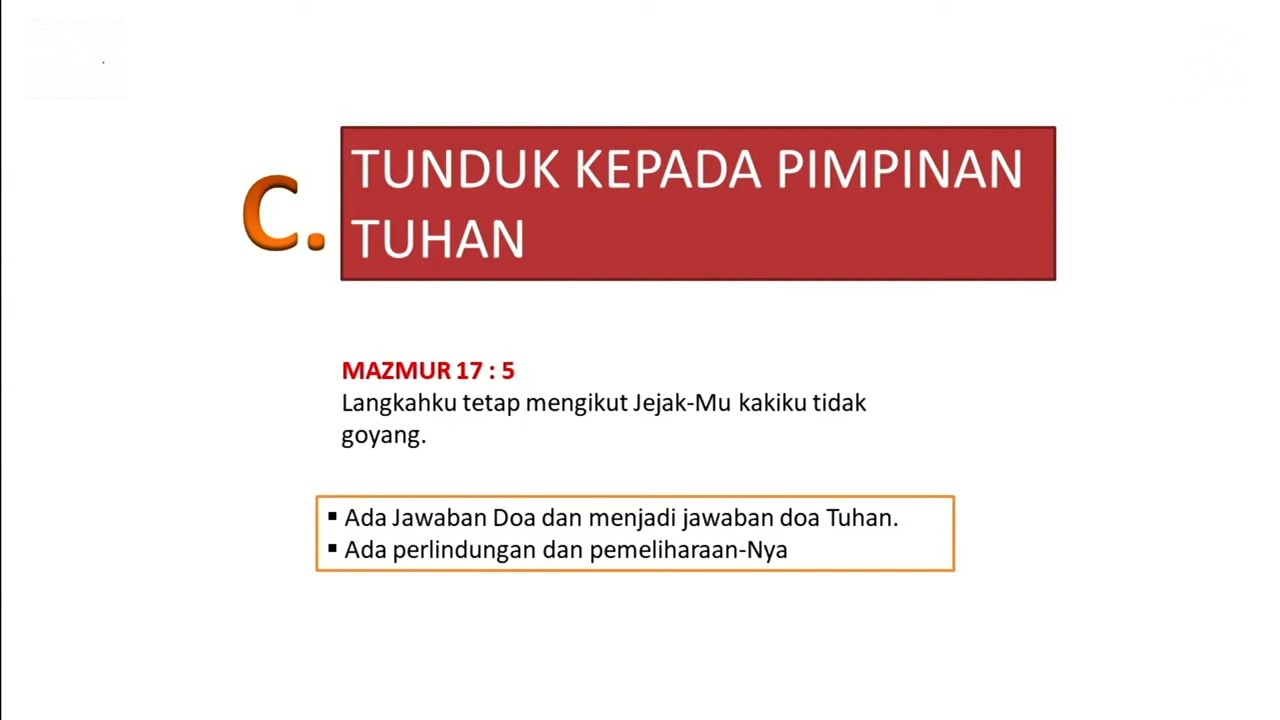 C.
TUNDUK KEPADA PIMPINAN
TUHAN
MAZMUR 17 : 5
Langkahku tetap mengikut Jejak-Mu kakiku tidak
goyang.
▪ Ada Jawaban Doa dan menjadi jawaban doa Tuhan.
▪ Ada perlindungan dan pemeliharaan-Nya